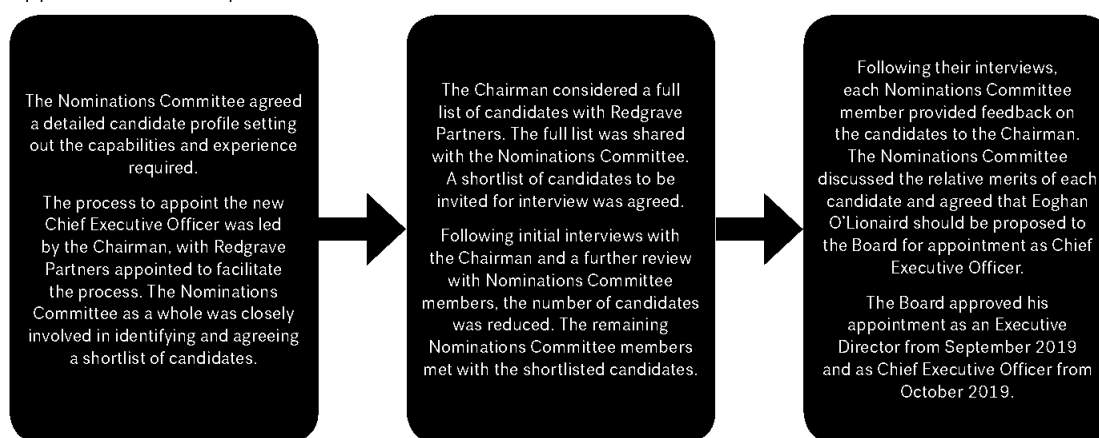 The Nominations Committee agreed
a detailed candidate profile setting
out the capabilities and experience
required.
The process to appoint the new
Chief Executive Officer was led
by the Chairman, with Redgrave
Partners appointed to facilitate
the process. The Nominations
Committee as a whole was closely
involved in identifying and agreeing
a shortlist of candidates.
The Chairman considered a full
list of candidates with Redgrave
Partners. The full list was shared
with the Nominations Committee.
A shortlist of candidates to be
invited for interview was agreed.
Following initial interviews with
the Chairman and a further review
with Nominations Committee
members, the number of candidates
was reduced. The remaining
Nominations Committee members
met with the shortlisted candidates.
Following their interviews,
each Nominations Committee
member provided feedback on
the candidates to the Chairman.
The Nominations Committee
discussed the relative merits of each
candidate and agreed that Eoghan
O'Lionaird should be proposed to
the Board for appointment as Chief
Executive Officer.
The Board approved his
appointment as an Executive
Director from September 2019
and as Chief Executive Officer from
October 2019.